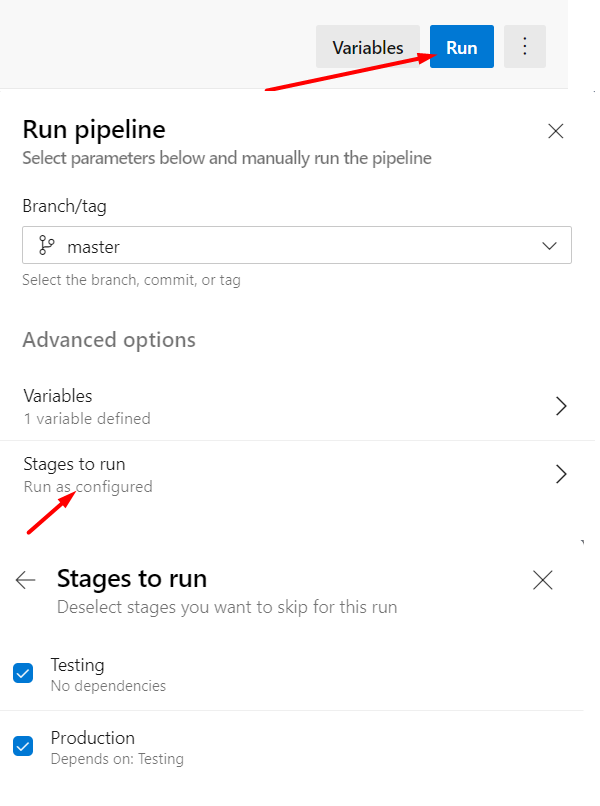 Variables
Run
Run pipeline
Select parameters below and manually run the pipeline
Branch/tag
master
Select the branch, commit, or tag
Advanced options
Variables
1 variable defined
Stages to run
Run as configured
Stages to run
Deselect stages you want to skip for this run
Testing
No dependencies
Production
Depends on: Testing